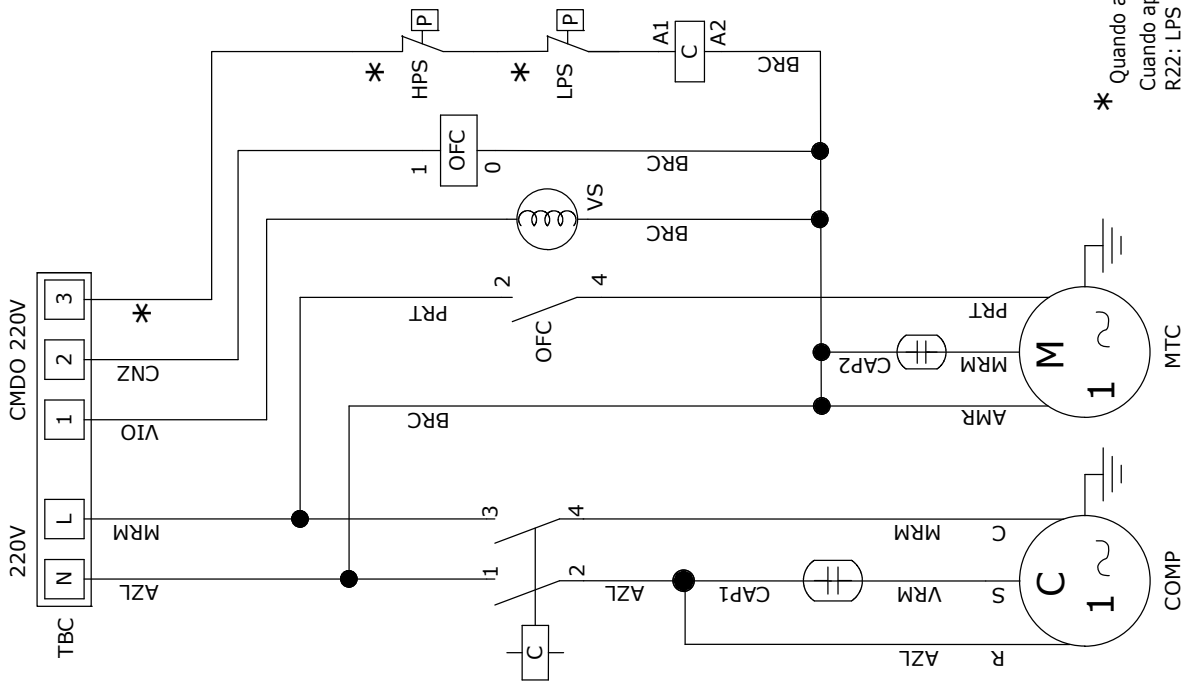 220V
CMDO 220V
TBC
N
L
1
2
3
AZL
MRM
VIO
CNZ
*
PRT
BRC
1
2
3
4
C
2
4
OFC
VS
BRC
1
OFC
0
BRC
* HPS
P
* LPS
P
A1
C
A2
BRC
AZL
CAP1
AZL
R
VRM
S
MRM
C
C
1 ~
COMP
AMR
CAP2
MRM
PRT
M
1 ~
MTC
* Quando a
Cuando ap
R22: LPS